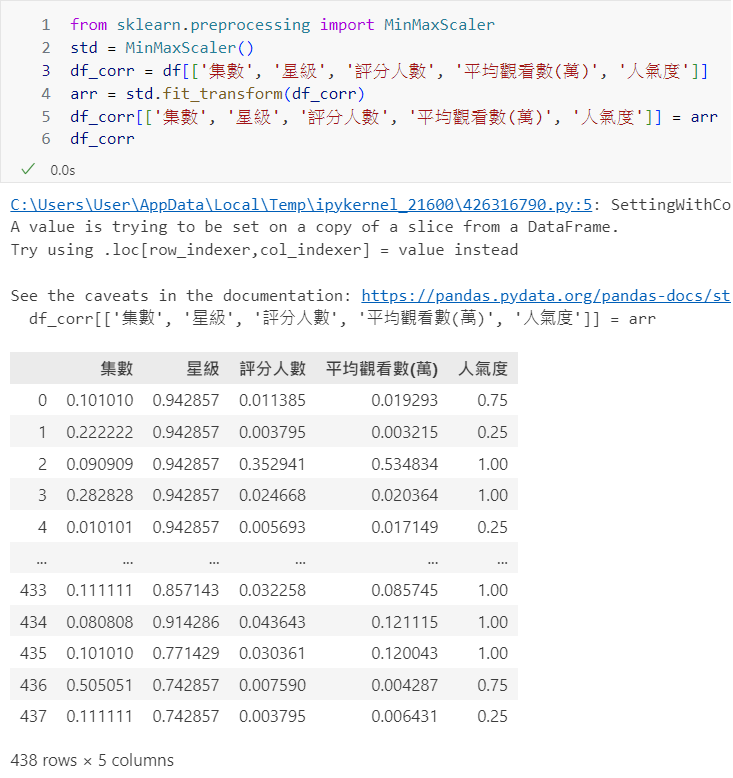 1 from sklearn.preprocessing import MinMaxScaler
2 std = MinMaxScaler()
3 df_corr = df[['集數', '星級', '評分人數', '平均觀看數(萬)', '人氣度']]
4 arr = std.fit_transform(df_corr)
5 df_corr[['集數', '星級', '評分人數', '平均觀看數(萬)', '人氣度']] = arr
6 df_corr
✓ 0.0s
C:\Users\User\AppData\Local\Temp\ipykernel_21600\426316790.py:5: SettingWithCo
A value is trying to be set on a copy of a slice from a DataFrame.
Try using .loc[row_indexer,col_indexer] = value instead
See the caveats in the documentation: https://pandas.pydata.org/pandas-docs/st
df_corr[['集數', '星級', '評分人數', '平均觀看數(萬)', '人氣度']] = arr
集數 星級 評分人數 平均觀看數(萬) 人氣度
0 0.101010 0.942857 0.011385 0.019293 0.75
1 0.222222 0.942857 0.003795 0.003215 0.25
2 0.090909 0.942857 0.352941 0.534834 1.00
3 0.282828 0.942857 0.024668 0.020364 1.00
4 0.010101 0.942857 0.005693 0.017149 0.25
... ... ... ... ... ...
433 0.111111 0.857143 0.032258 0.085745 1.00
434 0.080808 0.914286 0.043643 0.121115 1.00
435 0.101010 0.771429 0.030361 0.120043 1.00
436 0.505051 0.742857 0.007590 0.004287 0.75
437 0.111111 0.742857 0.003795 0.006431 0.25
438 rows × 5 columns